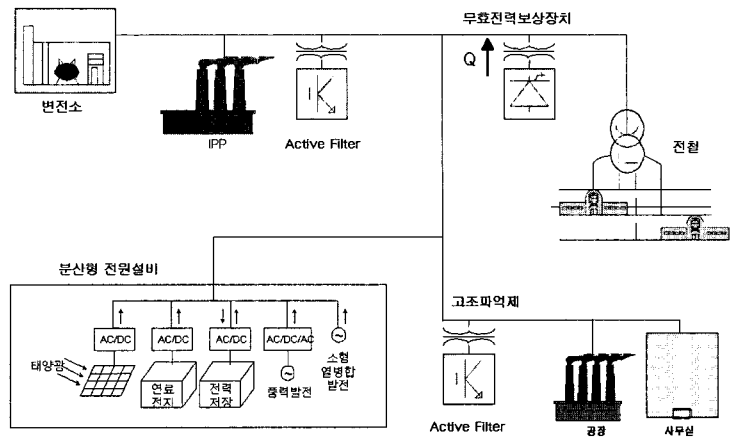 무효전력보상장치
Q
변전소
IPP
Active Filter
전철
분산형 전원설비
고조파억제
AC/DC
AC/DC
AC/DC
AC/DC/AC
태양광
연료
전지
전력
저장
풍력발전
소형
열병합
발전
Active Filter
공장
사무실